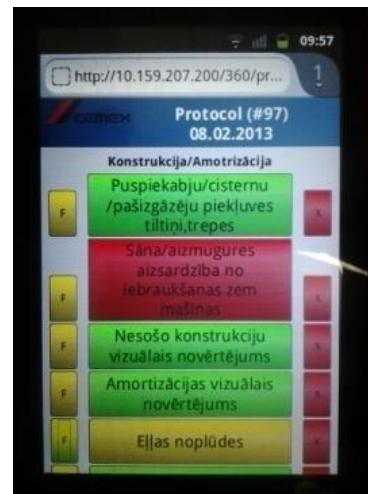 09:57
http://10.159.207.200/360/pr...
1
CEMEX
Protocol (#97)
08.02.2013
Konstrukcija/Amotrizācija
Puspiekabju/cisternu
/pašizgāzēju piekļuves
tiltiņi,trepes
F
X
Sāna/aizmugures
aizsardzība no
iebraukšanas zem
mašīnas
F
X
Nesošo konstrukciju
vizuālais novērtējums
F
X
Amortizācijas vizuālais
novērtējums
F
X
Eļļas noplūdes
F
X